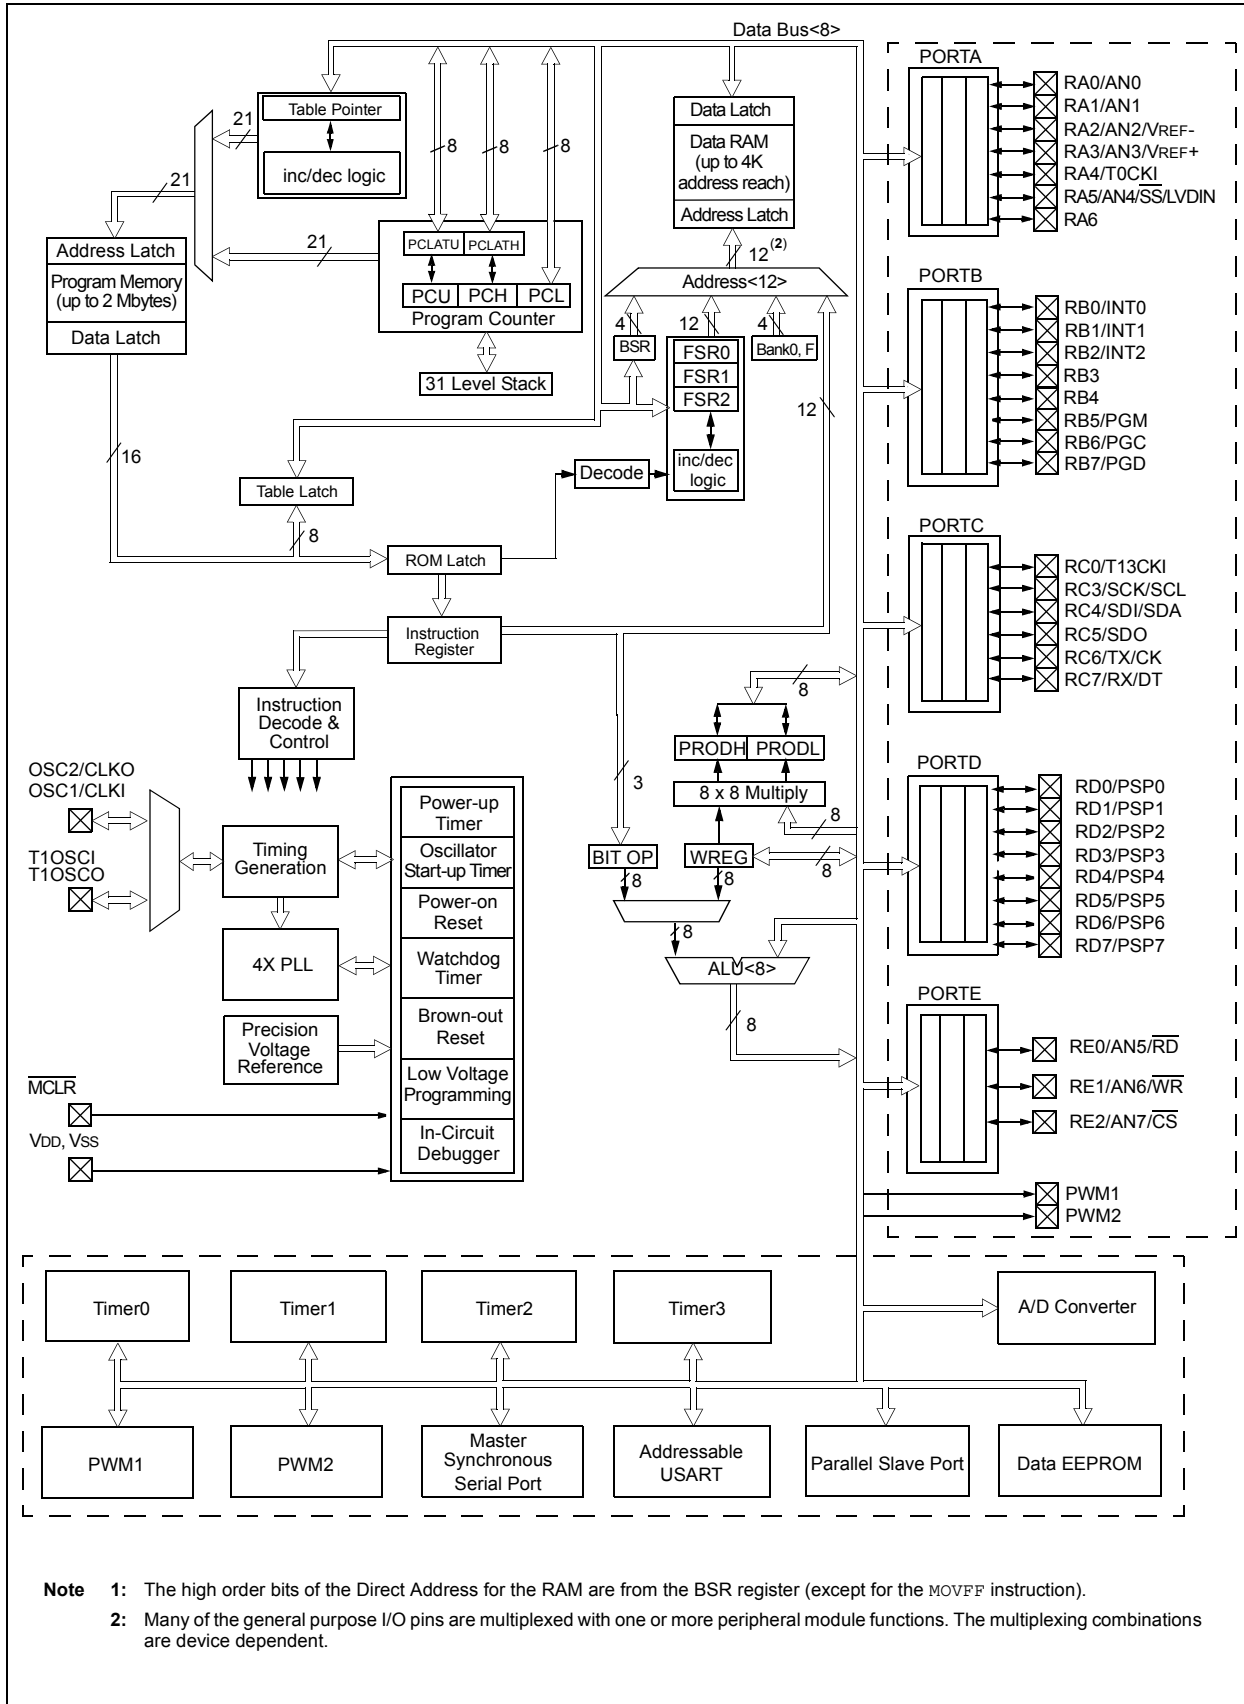 Data Bus<8>
Table Pointer
inc/dec logic
21
21
21
8
8
8
Address Latch
Program Memory
(up to 2 Mbytes)
Data Latch
16
PCLATU
PCLATH
PCU
PCH
PCL
Program Counter
31 Level Stack
Data Latch
Data RAM
(up to 4K
address reach)
Address Latch
12(2)
Address<12>
4
12
4
BSR
FSR0
FSR1
FSR2
Bank0, F
12
inc/dec
logic
Decode
Table Latch
8
ROM Latch
Instruction
Register
Instruction
Decode &
Control
OSC2/CLKO
OSC1/CLKI
T1OSCI
T1OSCO
Timing
Generation
4X PLL
Precision
Voltage
Reference
MCLR
VDD, VSS
Power-up
Timer
Oscillator
Start-up Timer
Power-on
Reset
Watchdog
Timer
Brown-out
Reset
Low Voltage
Programming
In-Circuit
Debugger
8
PRODH
PRODL
8 x 8 Multiply
3
8
BIT OP
WREG
8
8
8
8
ALU<8>
8
PORTA
RA0/AN0
RA1/AN1
RA2/AN2/VREF-
RA3/AN3/VREF+
RA4/T0CKI
RA5/AN4/SS/LVDIN
RA6
PORTB
RB0/INT0
RB1/INT1
RB2/INT2
RB3
RB4
RB5/PGM
RB6/PGC
RB7/PGD
PORTC
RC0/T13CKI
RC3/SCK/SCL
RC4/SDI/SDA
RC5/SDO
RC6/TX/CK
RC7/RX/DT
PORTD
RD0/PSP0
RD1/PSP1
RD2/PSP2
RD3/PSP3
RD4/PSP4
RD5/PSP5
RD6/PSP6
RD7/PSP7
PORTE
RE0/AN5/RD
RE1/AN6/WR
RE2/AN7/CS
PWM1
PWM2
Timer0
Timer1
Timer2
Timer3
A/D Converter
PWM1
PWM2
Master
Synchronous
Serial Port
Addressable
USART
Parallel Slave Port
Data EEPROM
Note 1: The high order bits of the Direct Address for the RAM are from the BSR register (except for the MOVFF instruction).
2: Many of the general purpose I/O pins are multiplexed with one or more peripheral module functions. The multiplexing combinations
are device dependent.